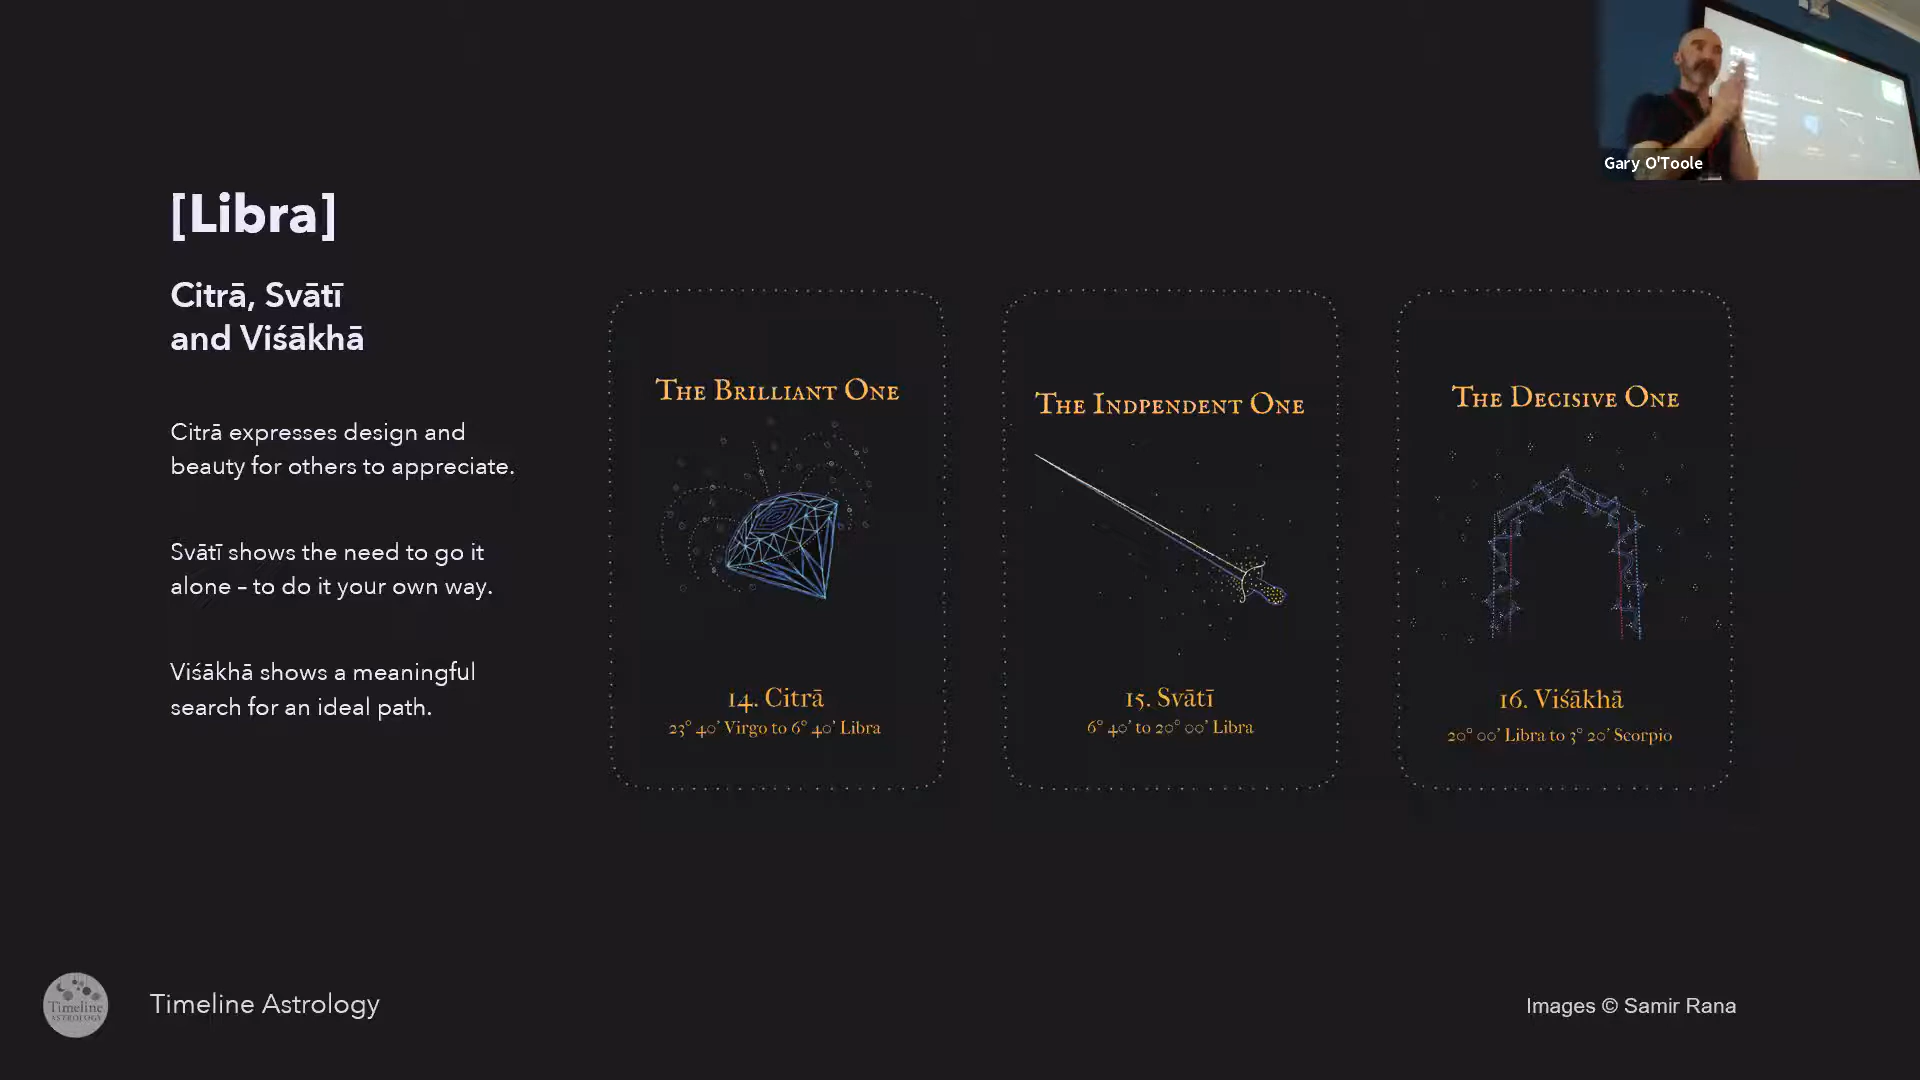 Gary O'Toole
[Libra]
Citrā, Svātī
and Viśākhā
Citrā expresses design and
beauty for others to appreciate.
Svātī shows the need to go it
alone – to do it your own way.
Viśākhā shows a meaningful
search for an ideal path.
The Brilliant One
14. Citrā
23° 40' Virgo to 6° 40' Libra
The Indpendent One
15. Svātī
6° 40' to 20° 00' Libra
The Decisive One
16. Viśākhā
20° 00' Libra to 3° 20' Scorpio
Timeline
ASTROLOGY
Timeline Astrology
Images © Samir Rana